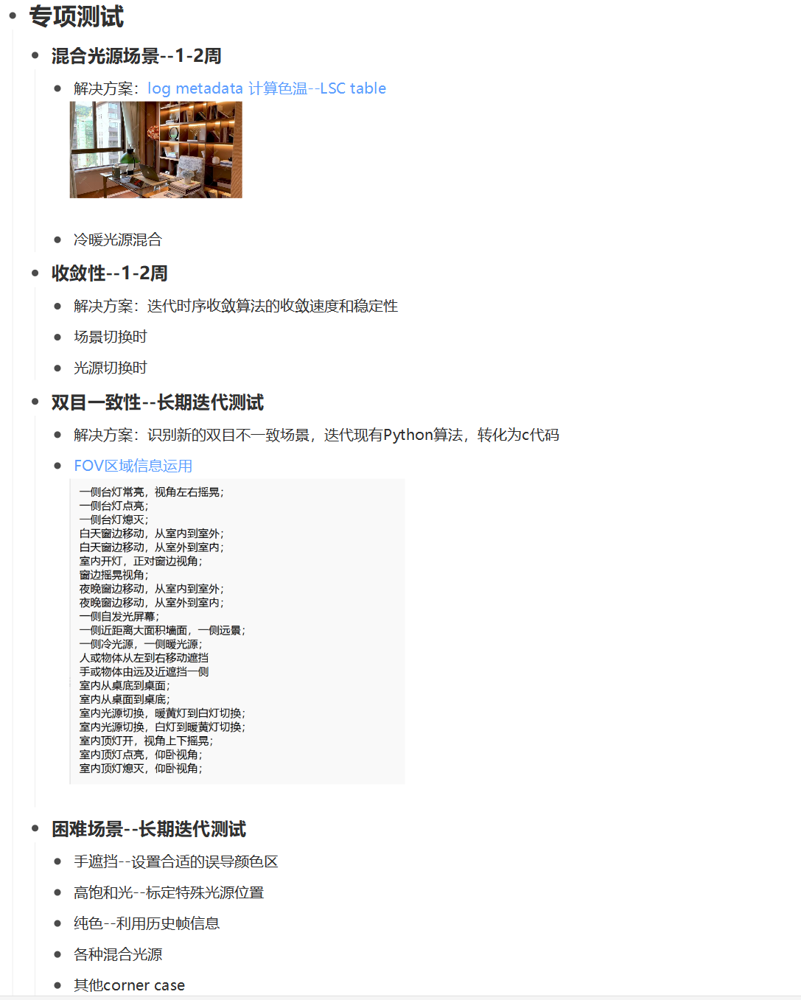 专项测试
混合光源场景--1-2周
解决方案：log metadata 计算色温--LSC table
冷暖光源混合
收敛性--1-2周
解决方案：迭代时序收敛算法的收敛速度和稳定性
场景切换时
光源切换时
双目一致性--长期迭代测试
解决方案：识别新的双目不一致场景，迭代现有Python算法，转化为c代码
FOV区域信息运用
一侧台灯常亮，视角左右摇晃；
一侧台灯点亮；
一侧台灯熄灭；
白天窗边移动，从室内到室外；
白天窗边移动，从室外到室内；
室内开灯，正对窗边视角；
窗边摇晃视角；
夜晚窗边移动，从室内到室外；
夜晚窗边移动，从室外到室内；
一侧自发光屏幕；
一侧近距离大面积墙面，一侧远景；
一侧冷光源，一侧暖光源；
人或物体从左到右移动遮挡
手或物体由远及近遮挡一侧
室内从桌底到桌面；
室内从桌面到桌底；
室内光源切换，暖黄灯到白灯切换；
室内光源切换，白灯到暖黄灯切换；
室内顶灯开，视角上下摇晃；
室内顶灯点亮，仰卧视角；
室内顶灯熄灭，仰卧视角；
困难场景--长期迭代测试
手遮挡--设置合适的误导颜色区
高饱和光--标定特殊光源位置
纯色--利用历史帧信息
各种混合光源
其他corner case